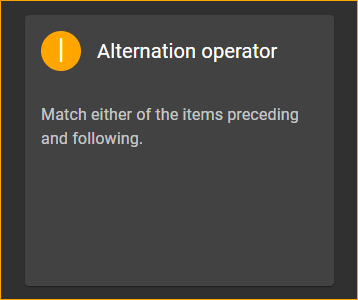 | Alternation operator
Match either of the items preceding
and following.